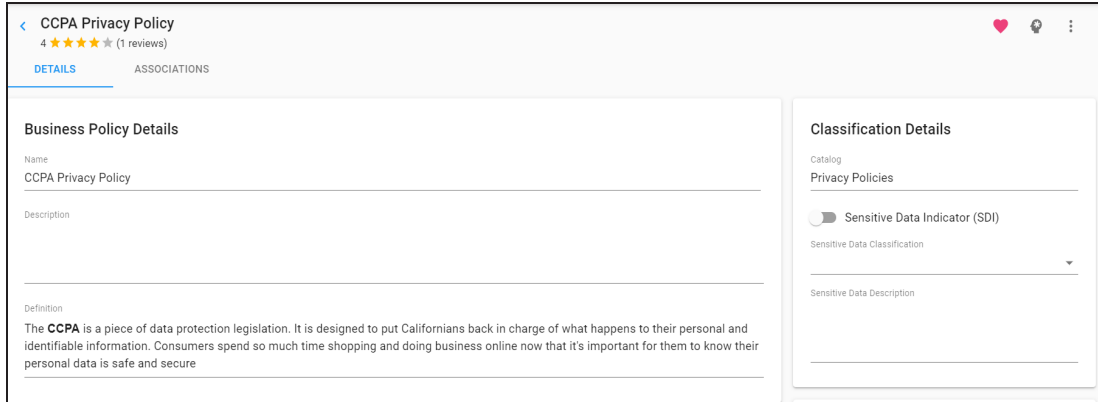 CCPA Privacy Policy
4 (1 reviews)
DETAILS ASSOCIATIONS
Business Policy Details
Name
CCPA Privacy Policy
Description
Definition
The CCPA is a piece of data protection legislation. It is designed to put Californians back in charge of what happens to their personal and
identifiable information. Consumers spend so much time shopping and doing business online now that it's important for them to know their
personal data is safe and secure
Classification Details
Catalog
Privacy Policies
Sensitive Data Indicator (SDI)
Sensitive Data Classification
Sensitive Data Description